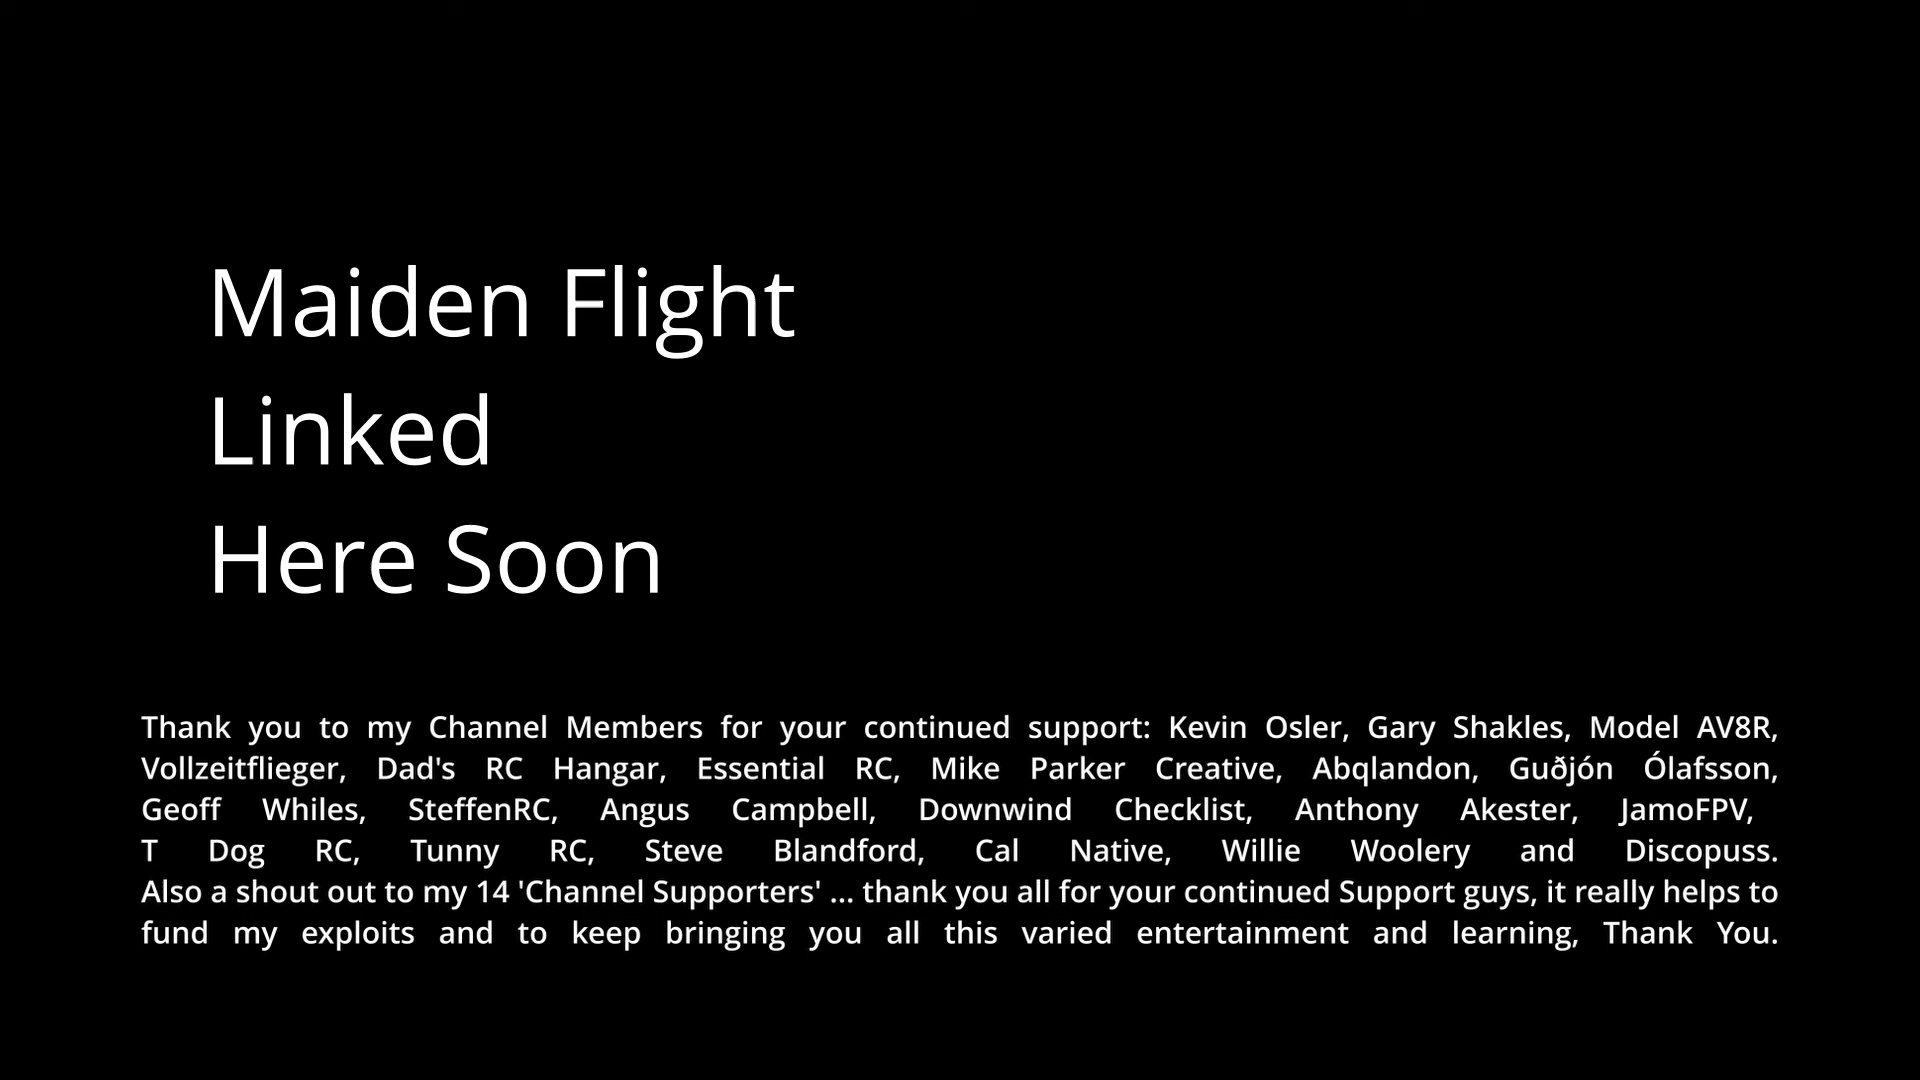 Maiden Flight
Linked
Here Soon
Thank you to my Channel Members for your continued support: Kevin Osler, Gary Shakles, Model AV8R,
Vollzeitflieger, Dad's RC Hangar, Essential RC, Mike Parker Creative, Abqlandon, Guðjón Ólafsson,
Geoff Whiles, SteffenRC, Angus Campbell, Downwind Checklist, Anthony Akester, JamoFPV,
T Dog RC, Tunny RC, Steve Blandford, Cal Native, Willie Woolery and Discopuss.
Also a shout out to my 14 'Channel Supporters' ... thank you all for your continued Support guys, it really helps to
fund my exploits and to keep bringing you all this varied entertainment and learning, Thank You.